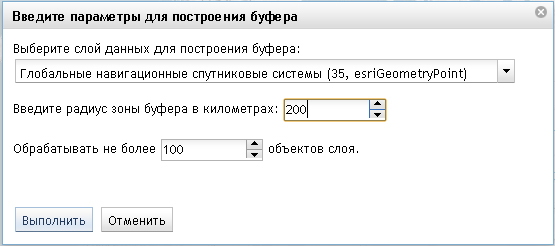 Введите параметры для построения буфера
Выберите слой данных для построения буфера:
Глобальные навигационные спутниковые системы (35, esriGeometryPoint)
Введите радиус зоны буфера в километрах: 200
Обрабатывать не более 100 объектов слоя.
Выполнить Отменить